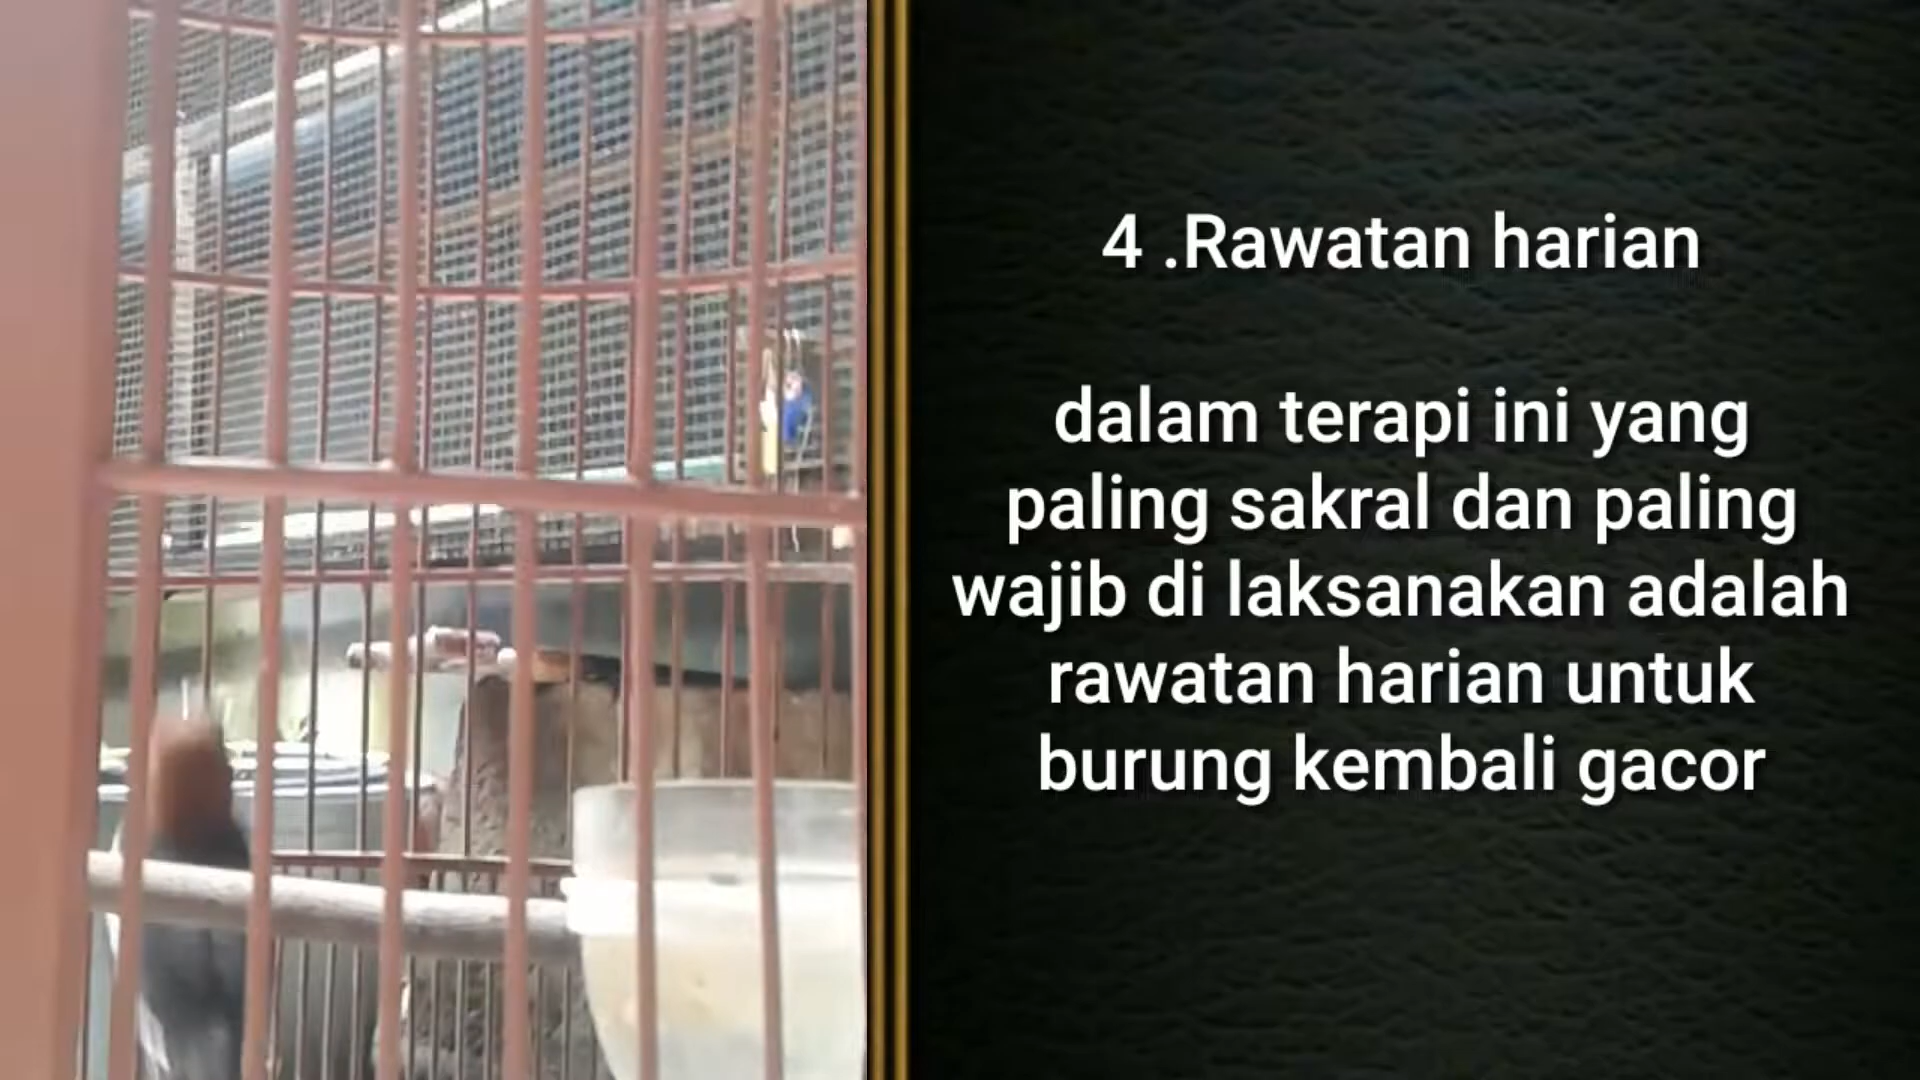 4 .Rawatan harian
dalam terapi ini yang
paling sakral dan paling
wajib di laksanakan adalah
rawatan harian untuk
burung kembali gacor